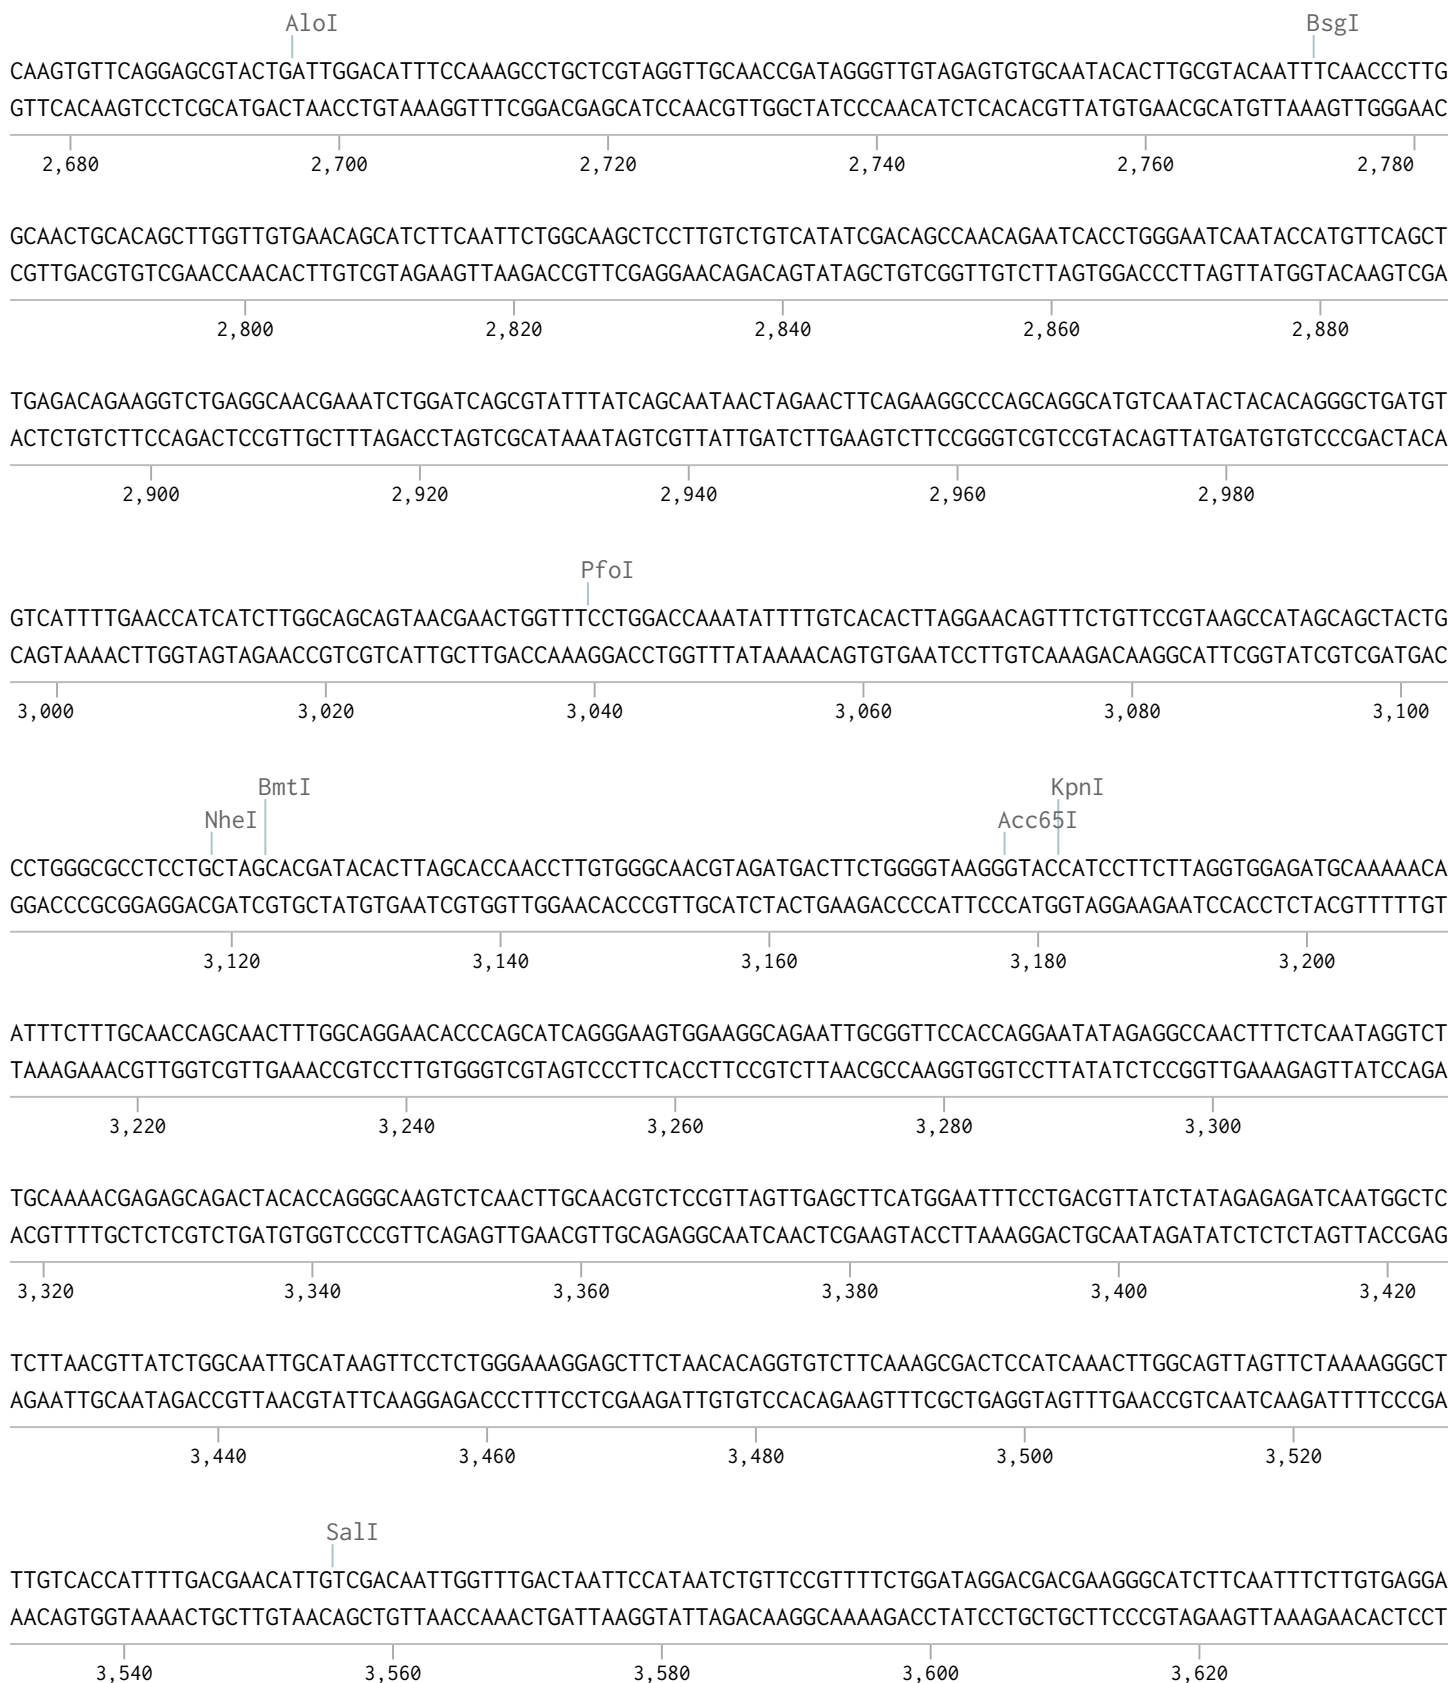 AloI BsgI
CAAGTGTTCAGGAGCGTACTGATTGGACATTTCCAAAGCCTGCTCGTAGGTTGCAACCGATAGGGTTGTAGAGTGTGCAATACACTTGCGTACAATTTCAACCCTTG
GTTCACAAGTCCTCGCATGACTAACCTGTAAAGGTTTCGGACGAGCATCCAACGTTGGCTATCCCAACATCTCACACGTTATGTGAACGCATGTTAAAGTTGGGAAC
2,680 2,700 2,720 2,740 2,760 2,780
GCAACTGCACAGCTTGGTTGTGAACAGCATCTTCAATTCTGGCAAGCTCCTTGTCTGTCATATCGACAGCCAACAGAATCACCTGGGAATCAATACCATGTTCAGCT
CGTTGACGTGTCGAACCAACACTTGTCGTAGAAGTTAAGACCGTTCGAGGAACAGACAGTATAGCTGTCGGTTGTCTTAGTGGACCCTTAGTTATGGTACAAGTCGA
2,800 2,820 2,840 2,860 2,880
TGAGACAGAAGGTCTGAGGCAACGAAATCTGGATCAGCGTATTTATCAGCAATAACTAGAACTTCAGAAGGCCCAGCAGGCATGTCAATACTACACAGGGCTGATGT
ACTCTGTCTTCCAGACTCCGTTGCTTTAGACCTAGTCGCATAAATAGTCGTTATTGATCTTGAAGTCTTCCGGGTCGTCCGTACAGTTATGATGTGTCCCGACTACA
2,900 2,920 2,940 2,960 2,980
PfoI
GTCATTTTGAACCATCATCTTGGCAGCAGTAACGAACTGGTTTCCTGGACCAAATATTTTGTCACACTTAGGAACAGTTTCTGTTCCGTAAGCCATAGCAGCTACTG
CAGTAAAACTTGGTAGTAGAACCGTCGTCATTGCTTGACCAAAGGACCTGGTTTATAAAACAGTGTGAATCCTTGTCAAAGACAAGGCATTCGGTATCGTCGATGAC
3,000 3,020 3,040 3,060 3,080 3,100
BmtI KpnI
NheI Acc65I
CCTGGGCGCCTCCTGCTAGCACGATACACTTAGCACCAACCTTGTGGGCAACGTAGATGACTTCTGGGGTAAGGGTACCATCCTTCTTAGGTGGAGATGCAAAAACA
GGACCCGCGGAGGACGATCGTGCTATGTGAATCGTGGTTGGAACACCCGTTGCATCTACTGAAGACCCCATTCCCATGGTAGGAAGAATCCACCTCTACGTTTTTGT
3,120 3,140 3,160 3,180 3,200
ATTTCTTTGCAACCAGCAACTTTGGCAGGAACACCCAGCATCAGGGAAGTGGAAGGCAGAATTGCGGTTCCACCAGGAATATAGAGGCCAACTTTCTCAATAGGTCT
TAAAGAAACGTTGGTCGTTGAAACCGTCCTTGTGGGTCGTAGTCCCTTCACCTTCCGTCTTAACGCCAAGGTGGTCCTTATATCTCCGGTTGAAAGAGTTATCCAGA
3,220 3,240 3,260 3,280 3,300
TGCAAAACGAGAGCAGACTACACCAGGGCAAGTCTCAACTTGCAACGTCTCCGTTAGTTGAGCTTCATGGAATTTCCTGACGTTATCTATAGAGAGATCAATGGCTC
ACGTTTTGCTCTCGTCTGATGTGGTCCCGTTCAGAGTTGAACGTTGCAGAGGCAATCAACTCGAAGTACCTTAAAGGACTGCAATAGATATCTCTCTAGTTACCGAG
3,320 3,340 3,360 3,380 3,400 3,420
TCTTAACGTTATCTGGCAATTGCATAAGTTCCTCTGGGAAAGGAGCTTCTAACACAGGTGTCTTCAAAGCGACTCCATCAAACTTGGCAGTTAGTTCTAAAAGGGCT
AGAATTGCAATAGACCGTTAACGTATTCAAGGAGACCCTTTCCTCGAAGATTGTGTCCACAGAAGTTTCGCTGAGGTAGTTTGAACCGTCAATCAAGATTTTCCCGA
3,440 3,460 3,480 3,500 3,520
SalI
TTGTCACCATTTTGACGAACATTGTCGACAATTGGTTTGACTAATTCCATAATCTGTTCCGTTTTCTGGATAGGACGACGAAGGGCATCTTCAATTTCTTGTGAGGA
AACAGTGGTAAAACTGCTTGTAACAGCTGTTAACCAAACTGATTAAGGTATTAGACAAGGCAAAAGACCTATCCTGCTGCTTCCCGTAGAAGTTAAAGAACACTCCT
3,540 3,560 3,580 3,600 3,620